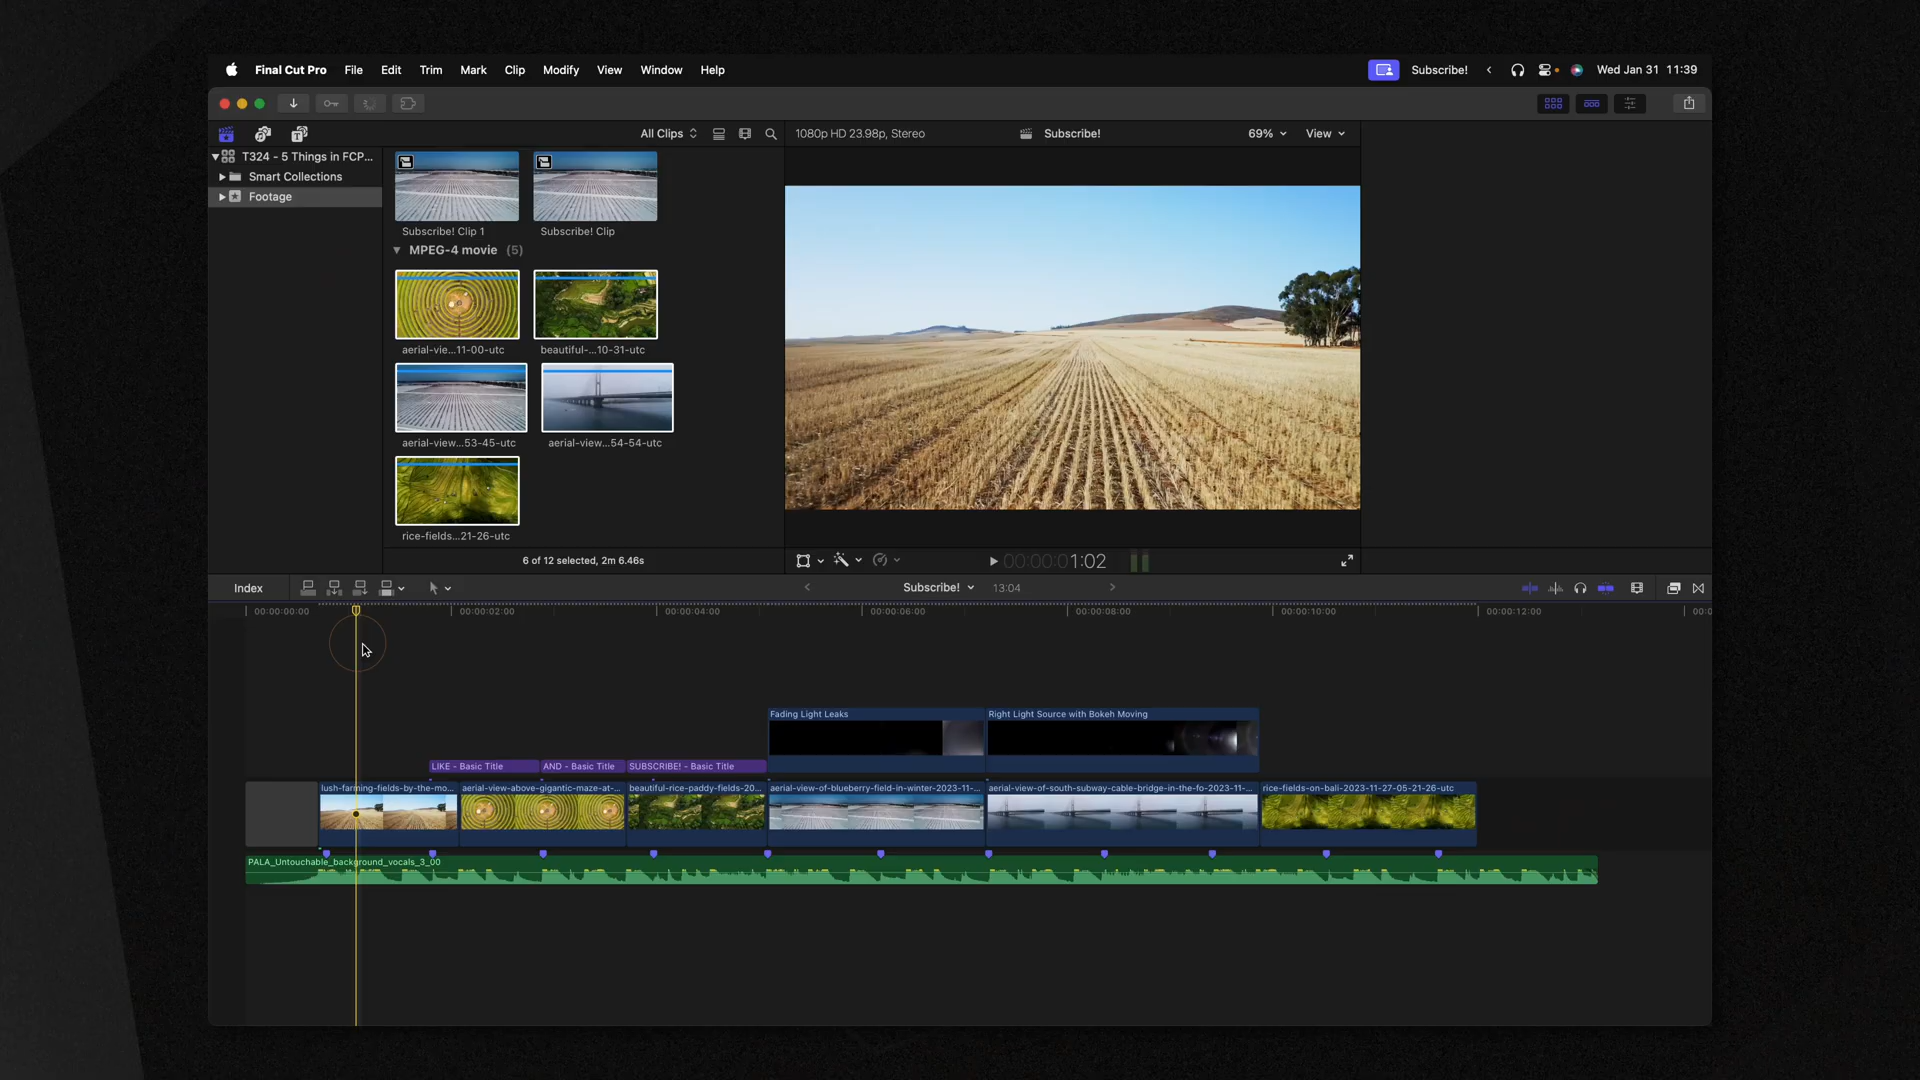 Final Cut Pro File Edit Trim Mark Clip Modify View Window Help
Subscribe! Wed Jan 31 11:39
All Clips
1080p HD 23.98p, Stereo
Subscribe!
69%
View
T324 - 5 Things in FCP...
Smart Collections
Footage
Subscribe! Clip 1
Subscribe! Clip
MPEG-4 movie (5)
aerial-vie...11-00-utc
beautiful-...10-31-utc
aerial-view...53-45-utc
aerial-view...54-54-utc
rice-fields...21-26-utc
6 of 12 selected, 2m 6.46s
00:00:01:02
Index
Subscribe!
13:04
00:00:00:00
00:00:02:00
00:00:04:00
00:00:06:00
00:00:08:00
00:00:10:00
00:00:12:00
Fading Light Leaks
Right Light Source with Bokeh Moving
LIKE - Basic Title
AND - Basic Title
SUBSCRIBE! - Basic Title
lush-farming-fields-by-the-mo...
aerial-view-above-gigantic-maze-at-...
beautiful-rice-paddy-fields-20...
aerial-view-of-blueberry-field-in-winter-2023-11-...
aerial-view-of-south-subway-cable-bridge-in-the-fo-2023-11-...
rice-fields-on-bali-2023-11-27-05-21-26-utc
PALA_Untouchable_background_vocals_3_00